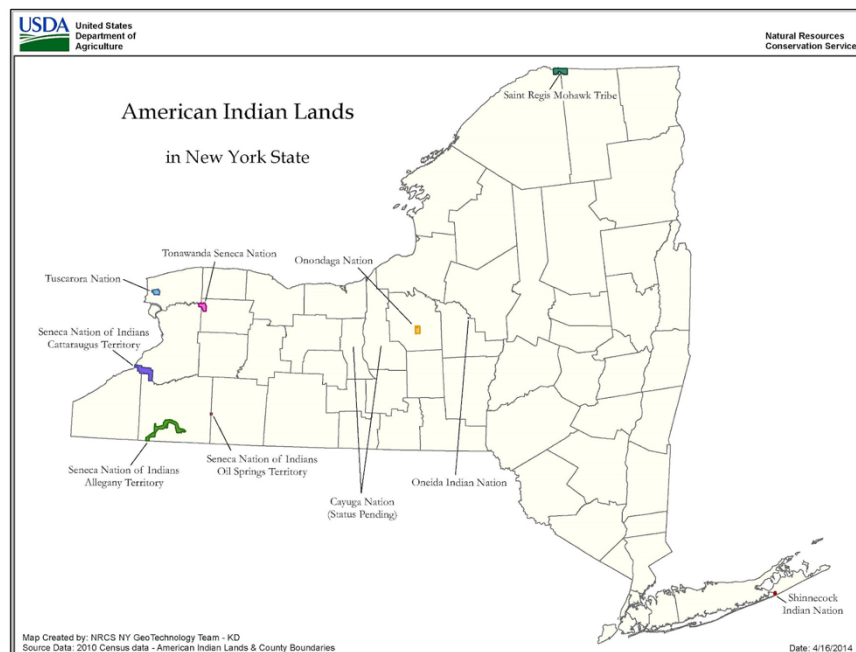 USDA
United States
Department of
Agriculture
Natural Resources
Conservation Service
American Indian Lands
in New York State
Saint Regis Mohawk Tribe
Tonawanda Seneca Nation
Onondaga Nation
Tuscarora Nation
Seneca Nation of Indians
Cattaraugus Territory
Seneca Nation of Indians
Allegany Territory
Seneca Nation of Indians
Oil Springs Territory
Cayuga Nation
(Status Pending)
Oneida Indian Nation
Shinnecock
Indian Nation
Map Created by: NRCS NY GeoTechnology Team - KD
Source Data: 2010 Census data - American Indian Lands & County Boundaries
Date: 4/16/2014